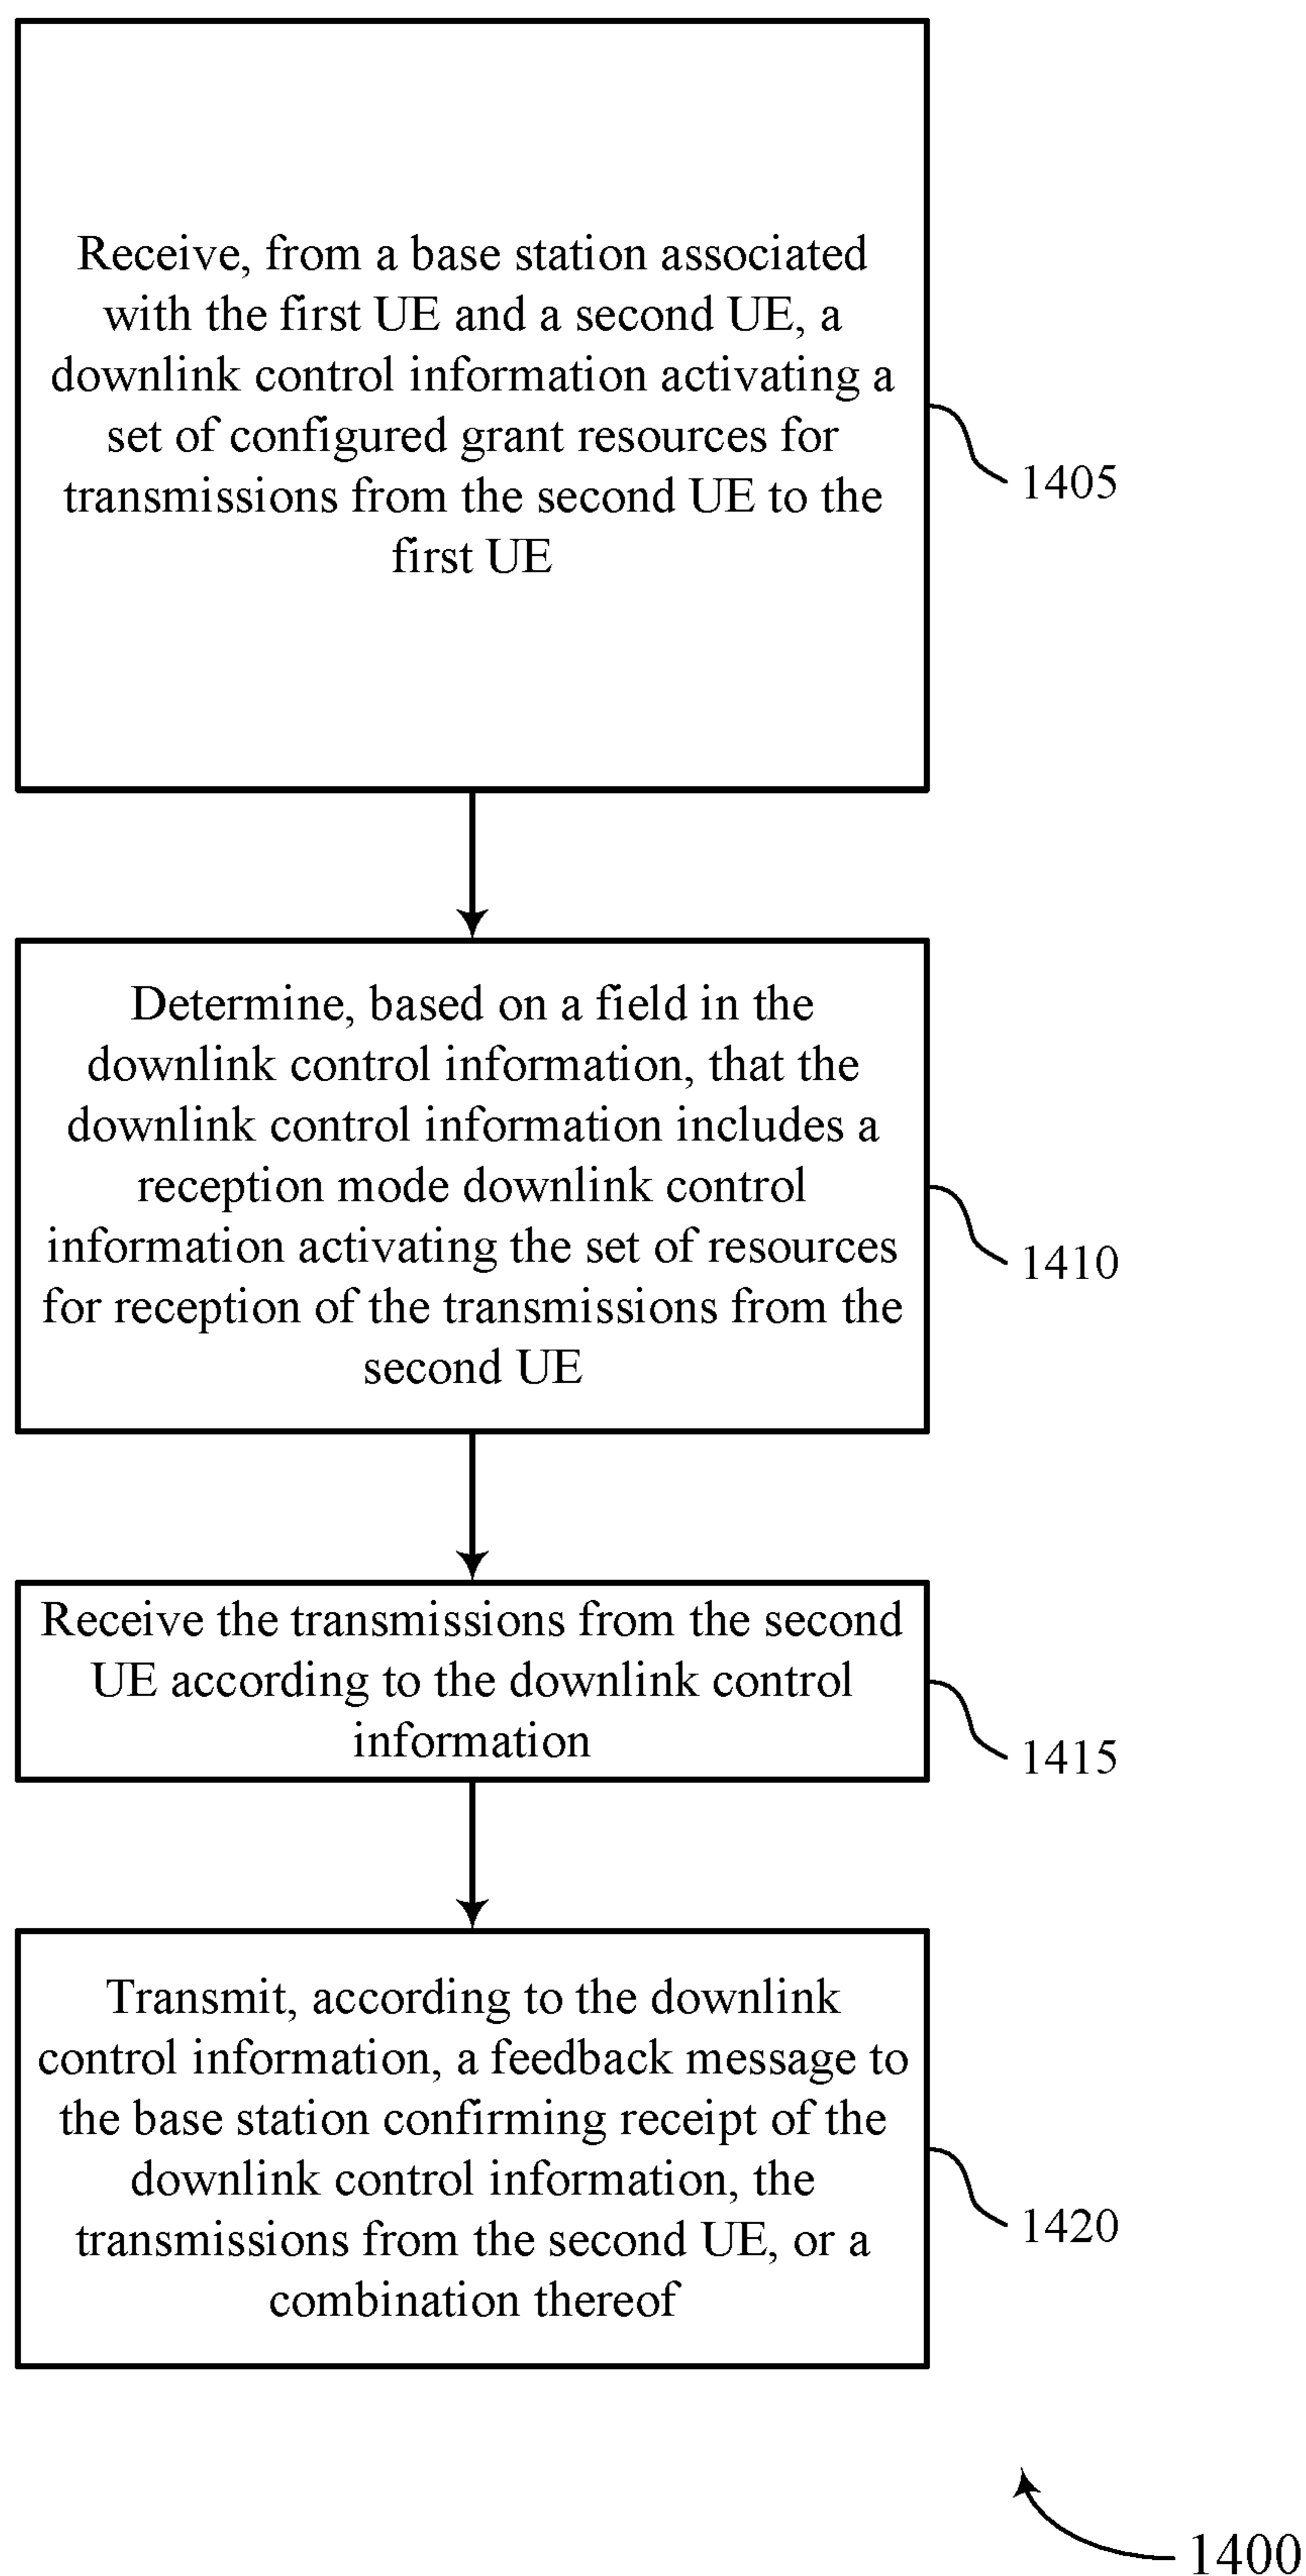 Receive, from a base station associated
with the first UE and a second UE, a
downlink control information activating a
set of configured grant resources for
transmissions from the second UE to the
first UE
1405
Determine, based on a field in the
downlink control information, that the
downlink control information includes a
reception mode downlink control
information activating the set of resources
for reception of the transmissions from the
second UE
1410
Receive the transmissions from the second
UE according to the downlink control
information
1415
Transmit, according to the downlink
control information, a feedback message to
the base station confirming receipt of the
downlink control information, the
transmissions from the second UE, or a
combination thereof
1420
1400